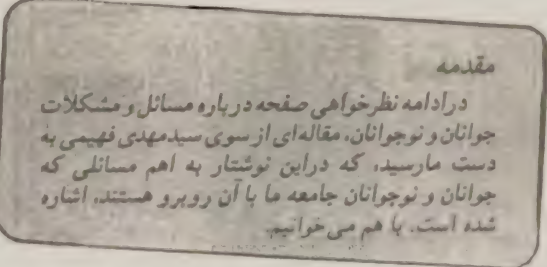 مقدمه
درادامه نظرخواهی صفحه درباره مسائل و مشکلات
جوانان و نوجوانان، مقاله‌ای از سوی سیدمهدی فهیمی به
دست مارسید، که دراین نوشتار به اهم مسائلی که
جوانان و نوجوانان جامعه ما با آن روبرو هستند، اشاره
شده است. با هم می‌خوانیم.